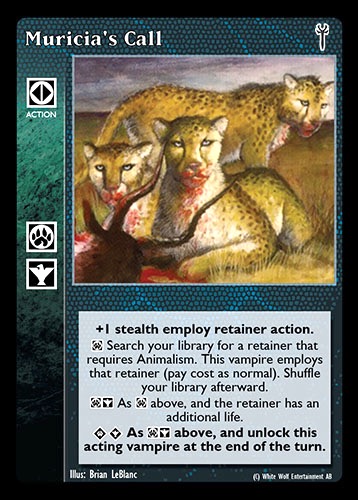 Muricia's Call
ACTION
+1 stealth employ retainer action.
Search your library for a retainer that
requires Animalism. This vampire employs
that retainer (pay cost as normal). Shuffle
your library afterward.
As above, and the retainer has an
additional life.
As above, and unlock this
acting vampire at the end of the turn.
Illus: Brian LeBlanc
(C) White Wolf Entertainment AB